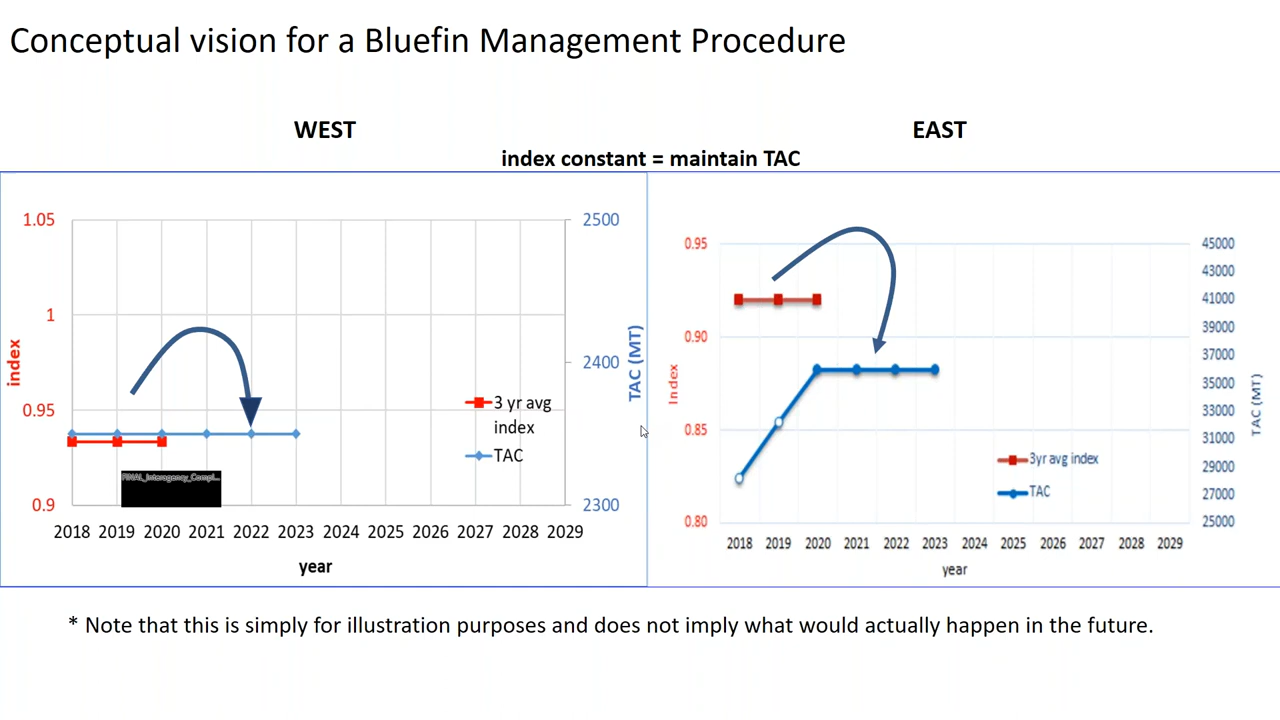 Conceptual vision for a Bluefin Management Procedure
WEST
EAST
index constant = maintain TAC
1.05
1
0.95
0.9
index
2500
2400
2300
TAC (MT)
3 yr avg
index
TAC
2018 2019 2020 2021 2022 2023 2024 2025 2026 2027 2028 2029
year
0.95
0.90
0.85
0.80
Index
45000
43000
41000
39000
37000
35000
33000
31000
29000
27000
25000
TAC (MT)
3yr avg index
TAC
2018 2019 2020 2021 2022 2023 2024 2025 2026 2027 2028 2029
year
FINAL_Interagency_Compl...
* Note that this is simply for illustration purposes and does not imply what would actually happen in the future.